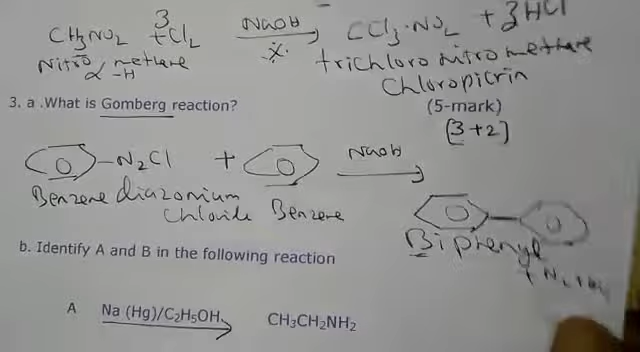 CH3NO2 + 3Cl2 NaOH CCl3·NO2 + 3HCl
Nitro methane trichloro nitro methane
α -H Chloropicrin
3. a .What is Gomberg reaction? (5-mark)
[3+2]
-N2Cl + NaOH
Benzene diazonium
Chloride Benzene
Biphenyl
b. Identify A and B in the following reaction
A Na (Hg)/C2H5OH CH3CH2NH2